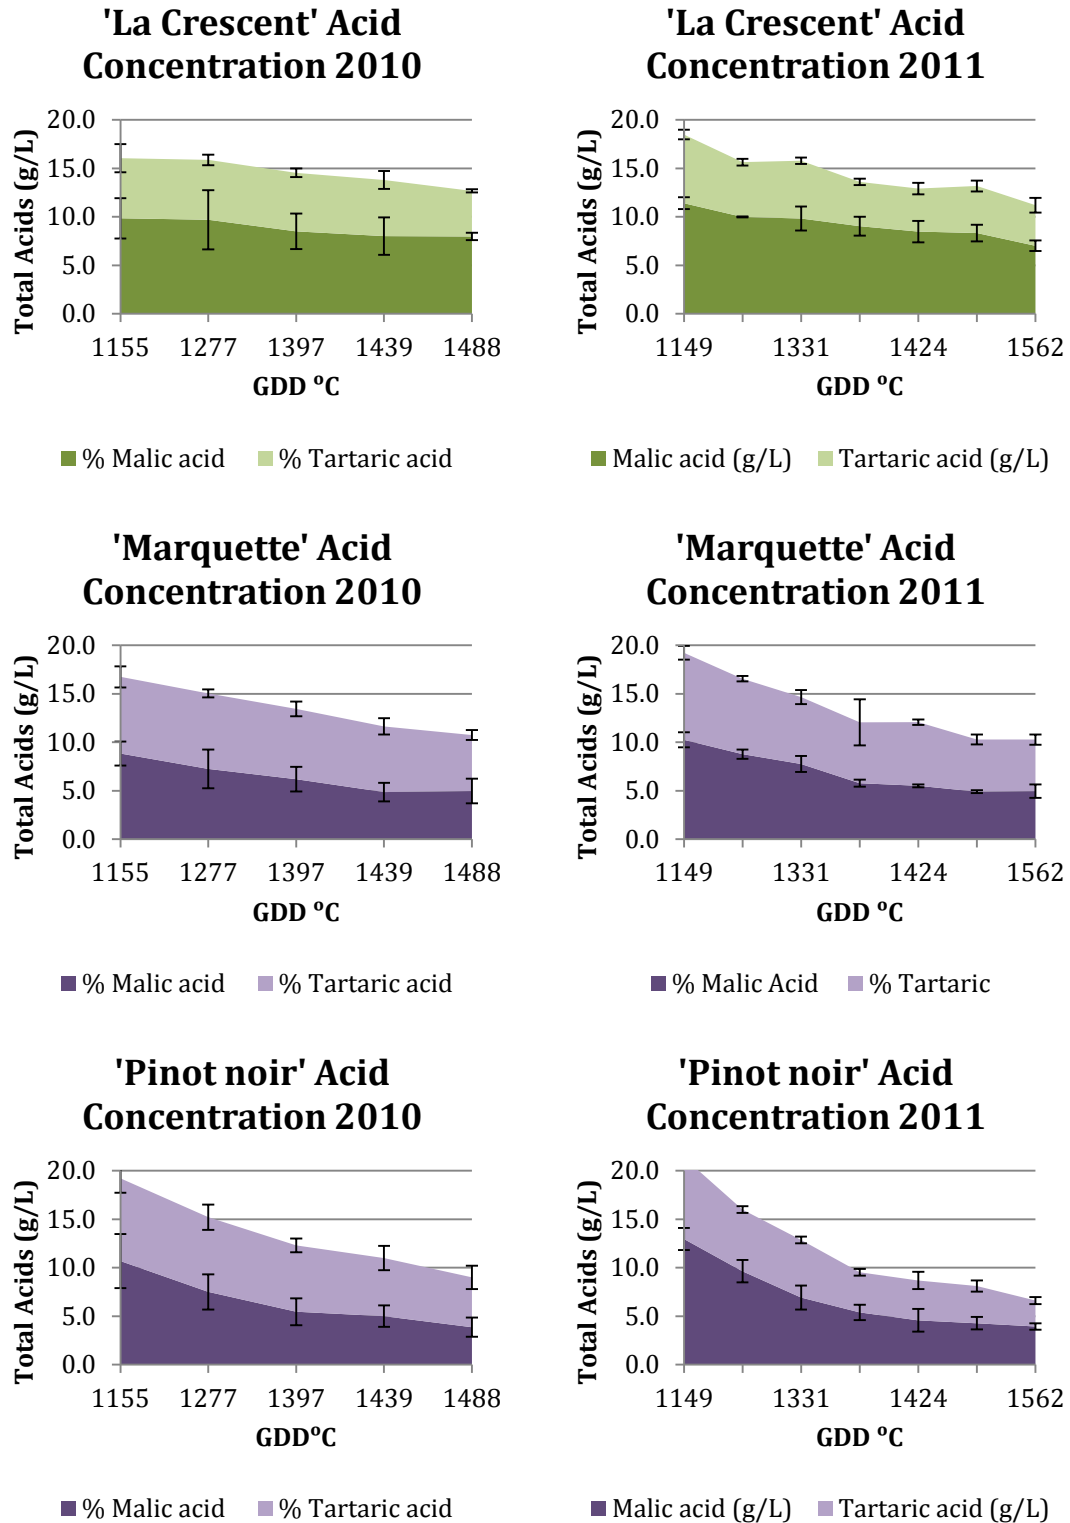 'La Crescent' Acid
Concentration 2010
Total Acids (g/L)
20.0
15.0
10.0
5.0
0.0
1155 1277 1397 1439 1488
GDD ºC
% Malic acid % Tartaric acid
'La Crescent' Acid
Concentration 2011
Total Acids (g/L)
20.0
15.0
10.0
5.0
0.0
1149 1331 1424 1562
GDD ºC
Malic acid (g/L) Tartaric acid (g/L)
'Marquette' Acid
Concentration 2010
Total Acids (g/L)
20.0
15.0
10.0
5.0
0.0
1155 1277 1397 1439 1488
GDD ºC
% Malic acid % Tartaric acid
'Marquette' Acid
Concentration 2011
Total Acids (g/L)
20.0
15.0
10.0
5.0
0.0
1149 1331 1424 1562
GDD ºC
% Malic Acid % Tartaric
'Pinot noir' Acid
Concentration 2010
Total Acids (g/L)
20.0
15.0
10.0
5.0
0.0
1155 1277 1397 1439 1488
GDDºC
% Malic acid % Tartaric acid
'Pinot noir' Acid
Concentration 2011
Total Acids (g/L)
20.0
15.0
10.0
5.0
0.0
1149 1331 1424 1562
GDD ºC
Malic acid (g/L) Tartaric acid (g/L)